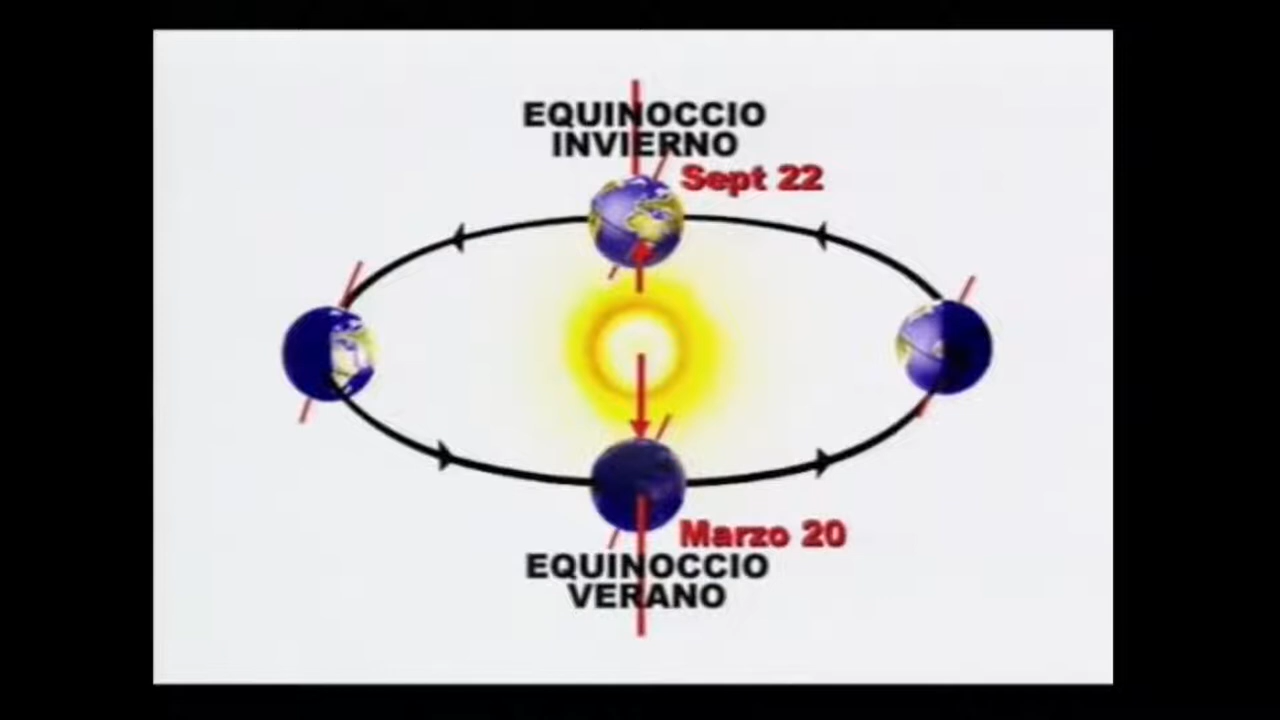 EQUINOCCIO
INVIERNO
Sept 22
Marzo 20
EQUINOCCIO
VERANO